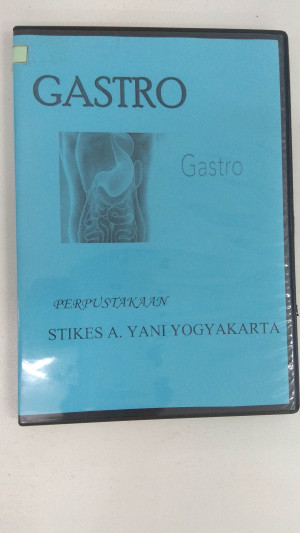 GASTRO
Gastro
PERPUSTAKAAN
STIKES A. YANI YOGYAKARTA